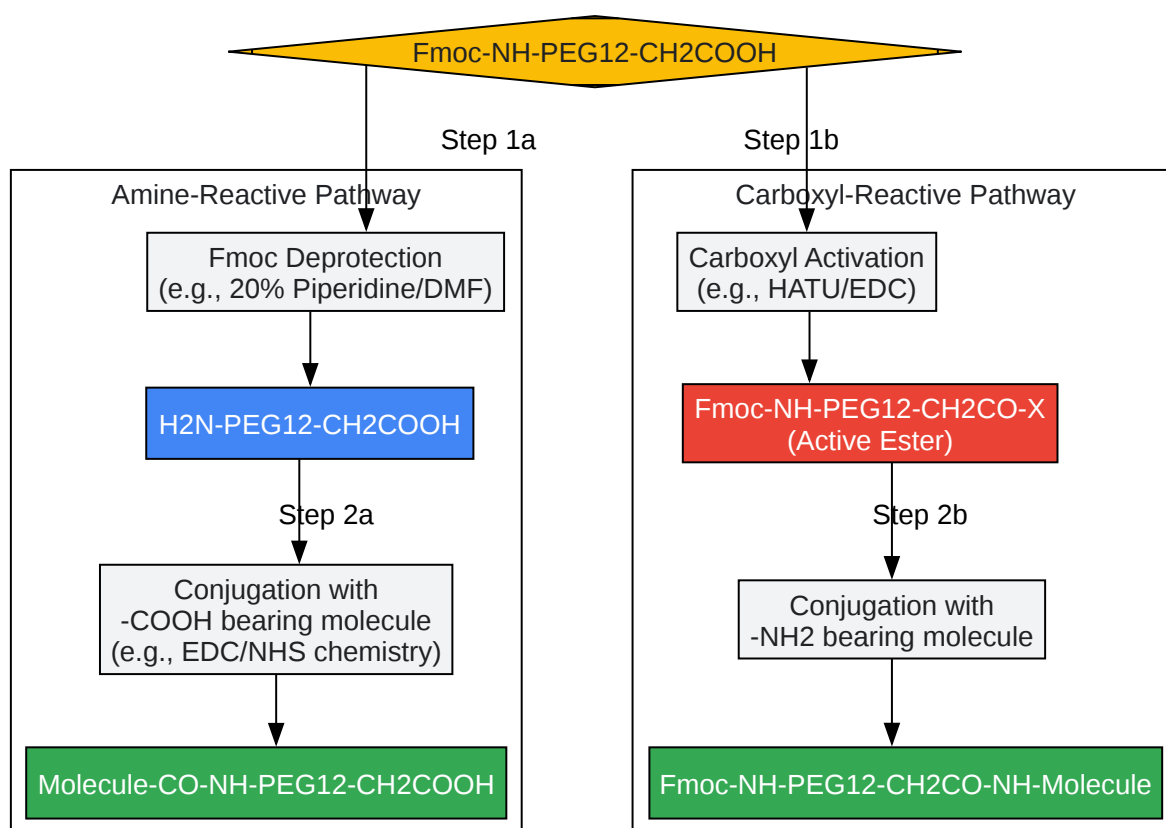 Fmoc-NH-PEG12-CH2COOH
Step 1a
Step 1b
Amine-Reactive Pathway
Fmoc Deprotection
(e.g., 20% Piperidine/DMF)
H2N-PEG12-CH2COOH
Step 2a
Conjugation with
-COOH bearing molecule
(e.g., EDC/NHS chemistry)
Molecule-CO-NH-PEG12-CH2COOH
Carboxyl-Reactive Pathway
Carboxyl Activation
(e.g., HATU/EDC)
Fmoc-NH-PEG12-CH2CO-X
(Active Ester)
Step 2b
Conjugation with
-NH2 bearing molecule
Fmoc-NH-PEG12-CH2CO-NH-Molecule